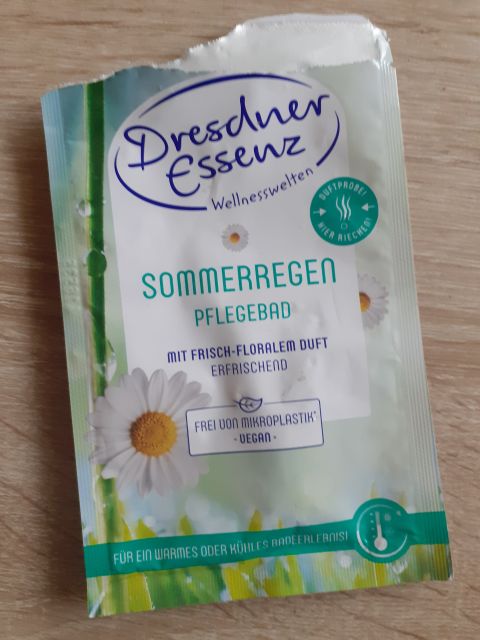 Dresdner
Essenz
Wellnesswelten
DUFTPROBE!
HIER RIECHEN!
SOMMERREGEN
PFLEGEBAD
MIT FRISCH-FLORALEM DUFT
ERFRISCHEND
FREI VON MIKROPLASTIK*
- VEGAN -
FÜR EIN WARMES ODER KÜHLES BADEERLEBNIS!